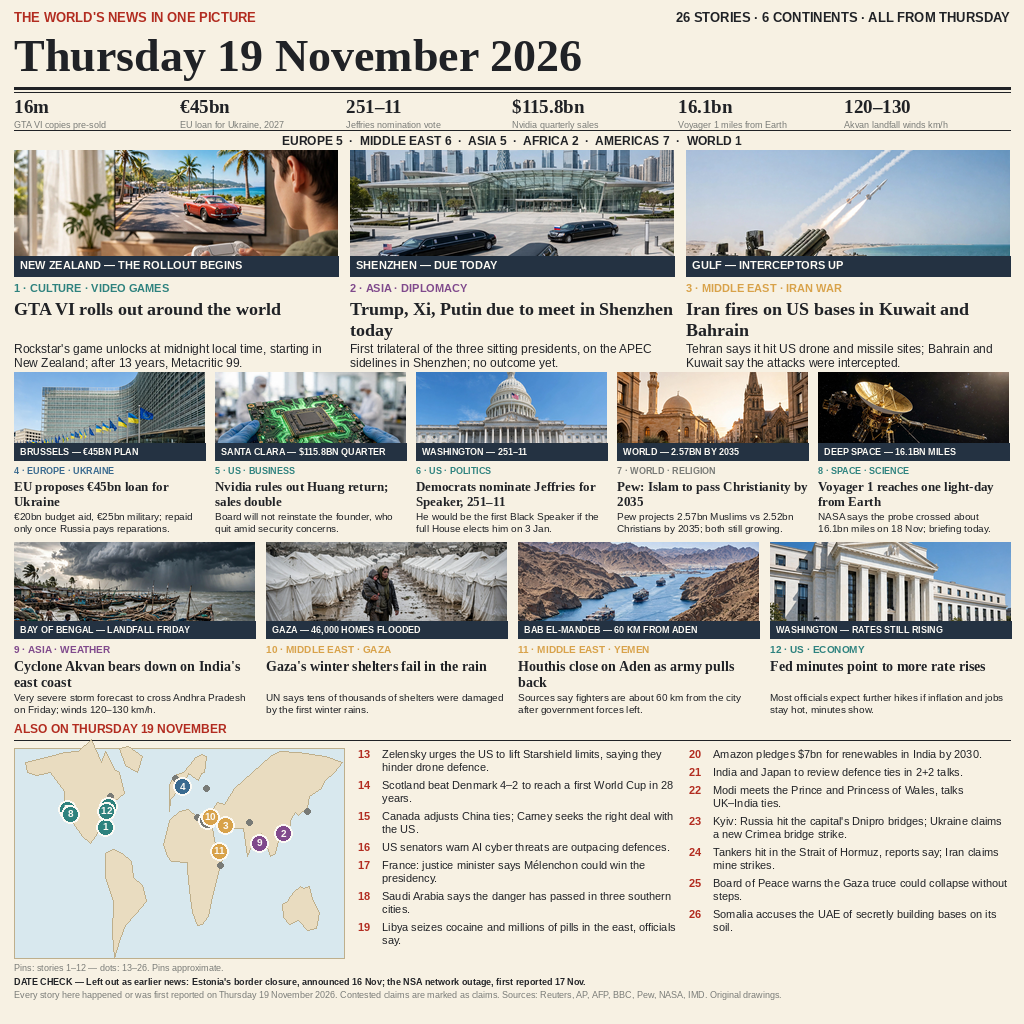 THE WORLD'S NEWS IN ONE PICTURE
26 STORIES · 6 CONTINENTS · ALL FROM THURSDAY
Thursday 19 November 2026
16m
GTA VI copies pre-sold
€45bn
EU loan for Ukraine, 2027
251–11
Jeffries nomination vote
$115.8bn
Nvidia quarterly sales
16.1bn
Voyager 1 miles from Earth
120–130
Akvan landfall winds km/h
EUROPE 5 · MIDDLE EAST 6 · ASIA 5 · AFRICA 2 · AMERICAS 7 · WORLD 1
NEW ZEALAND — THE ROLLOUT BEGINS
1 · CULTURE · VIDEO GAMES
GTA VI rolls out around the world
Rockstar's game unlocks at midnight local time, starting in
New Zealand; after 13 years, Metacritic 99.
SHENZHEN — DUE TODAY
2 · ASIA · DIPLOMACY
Trump, Xi, Putin due to meet in Shenzhen
today
First trilateral of the three sitting presidents, on the APEC
sidelines in Shenzhen; no outcome yet.
GULF — INTERCEPTORS UP
3 · MIDDLE EAST · IRAN WAR
Iran fires on US bases in Kuwait and
Bahrain
Tehran says it hit US drone and missile sites; Bahrain and
Kuwait say the attacks were intercepted.
BRUSSELS — €45BN PLAN
4 · EUROPE · UKRAINE
EU proposes €45bn loan for
Ukraine
€20bn budget aid, €25bn military; repaid
only once Russia pays reparations.
SANTA CLARA — $115.8BN QUARTER
5 · US · BUSINESS
Nvidia rules out Huang return;
sales double
Board will not reinstate the founder, who
quit amid security concerns.
WASHINGTON — 251–11
6 · US · POLITICS
Democrats nominate Jeffries for
Speaker, 251–11
He would be the first Black Speaker if the
full House elects him on 3 Jan.
WORLD — 2.57BN BY 2035
7 · WORLD · RELIGION
Pew: Islam to pass Christianity by
2035
Pew projects 2.57bn Muslims vs 2.52bn
Christians by 2035; both still growing.
DEEP SPACE — 16.1BN MILES
8 · SPACE · SCIENCE
Voyager 1 reaches one light-day
from Earth
NASA says the probe crossed about
16.1bn miles on 18 Nov; briefing today.
BAY OF BENGAL — LANDFALL FRIDAY
9 · ASIA · WEATHER
Cyclone Akvan bears down on India's
east coast
Very severe storm forecast to cross Andhra Pradesh
on Friday; winds 120–130 km/h.
GAZA — 46,000 HOMES FLOODED
10 · MIDDLE EAST · GAZA
Gaza's winter shelters fail in the rain
UN says tens of thousands of shelters were damaged
by the first winter rains.
BAB EL-MANDEB — 60 KM FROM ADEN
11 · MIDDLE EAST · YEMEN
Houthis close on Aden as army pulls
back
Sources say fighters are about 60 km from the city
after government forces left.
WASHINGTON — RATES STILL RISING
12 · US · ECONOMY
Fed minutes point to more rate rises
Most officials expect further hikes if inflation and jobs
stay hot, minutes show.
ALSO ON THURSDAY 19 NOVEMBER
8
12
1
4
10
3
11
9
2
13 Zelensky urges the US to lift Starshield limits, saying they
hinder drone defence.
14 Scotland beat Denmark 4–2 to reach a first World Cup in 28
years.
15 Canada adjusts China ties; Carney seeks the right deal with
the US.
16 US senators warn AI cyber threats are outpacing defences.
17 France: justice minister says Mélenchon could win the
presidency.
18 Saudi Arabia says the danger has passed in three southern
cities.
19 Libya seizes cocaine and millions of pills in the east, officials
say.
20 Amazon pledges $7bn for renewables in India by 2030.
21 India and Japan to review defence ties in 2+2 talks.
22 Modi meets the Prince and Princess of Wales, talks
UK–India ties.
23 Kyiv: Russia hit the capital's Dnipro bridges; Ukraine claims
a new Crimea bridge strike.
24 Tankers hit in the Strait of Hormuz, reports say; Iran claims
mine strikes.
25 Board of Peace warns the Gaza truce could collapse without
steps.
26 Somalia accuses the UAE of secretly building bases on its
soil.
Pins: stories 1–12 — dots: 13–26. Pins approximate.
DATE CHECK — Left out as earlier news: Estonia's border closure, announced 16 Nov; the NSA network outage, first reported 17 Nov.
Every story here happened or was first reported on Thursday 19 November 2026. Contested claims are marked as claims. Sources: Reuters, AP, AFP, BBC, Pew, NASA, IMD. Original drawings.